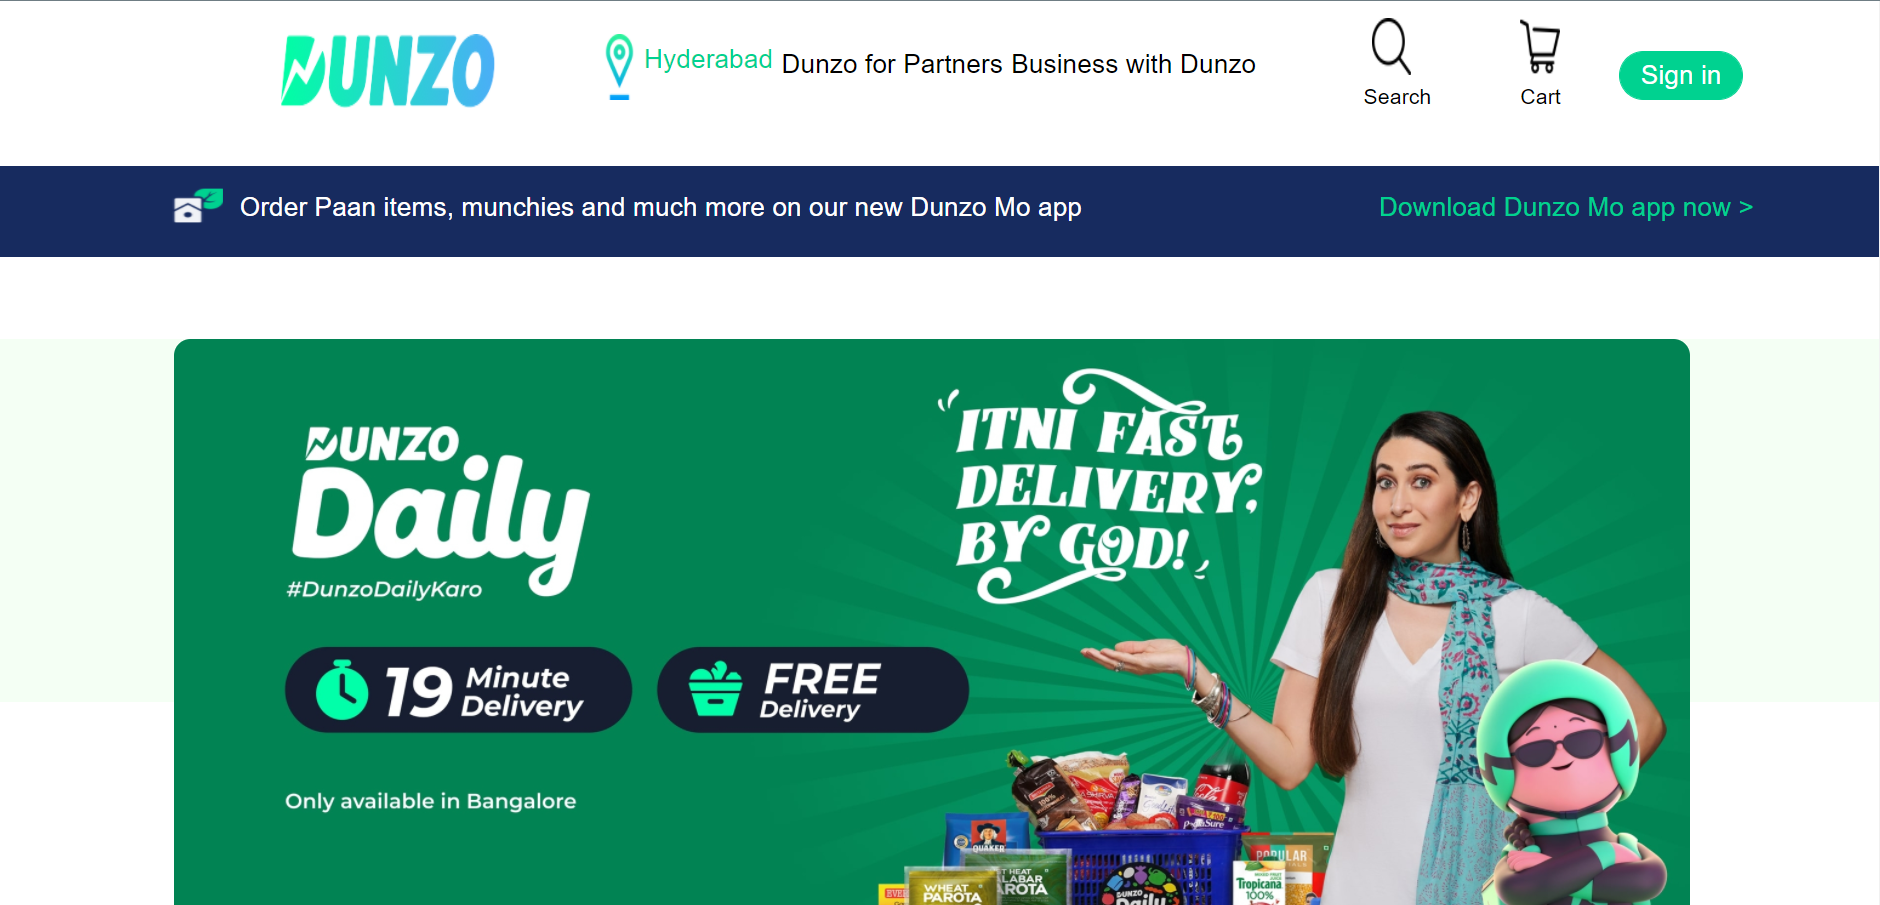 DUNZO
Hyderabad Dunzo for Partners Business with Dunzo
Search
Cart
Sign in
Order Paan items, munchies and much more on our new Dunzo Mo app
Download Dunzo Mo app now >
DUNZO
Daily
#DunzoDailyKaro
19 Minute Delivery
FREE Delivery
Only available in Bangalore
"ITNI FAST
DELIVERY,
BY GOD!"
QUAKER
WHEAT
PAROTA
POPULAR
Tropicana
100%
DUNZO
Daily